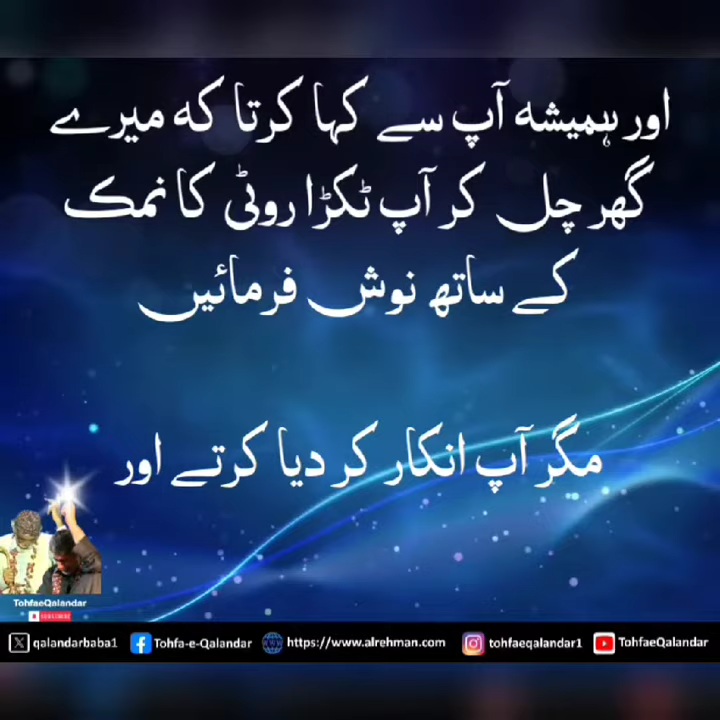 اور ہمیشہ آپ سے کہا کرتا کہ میرے
گھر چل کر آپ ٹکڑا روٹی کا نمک
کے ساتھ نوش فرمائیں
مگر آپ انکار کر دیا کرتے اور
TohfaeQalandar
SUBSCRIBE
qalandarbaba1 Tohfa-e-Qalandar https://www.alrehman.com tohfaeqalandar1 TohfaeQalandar